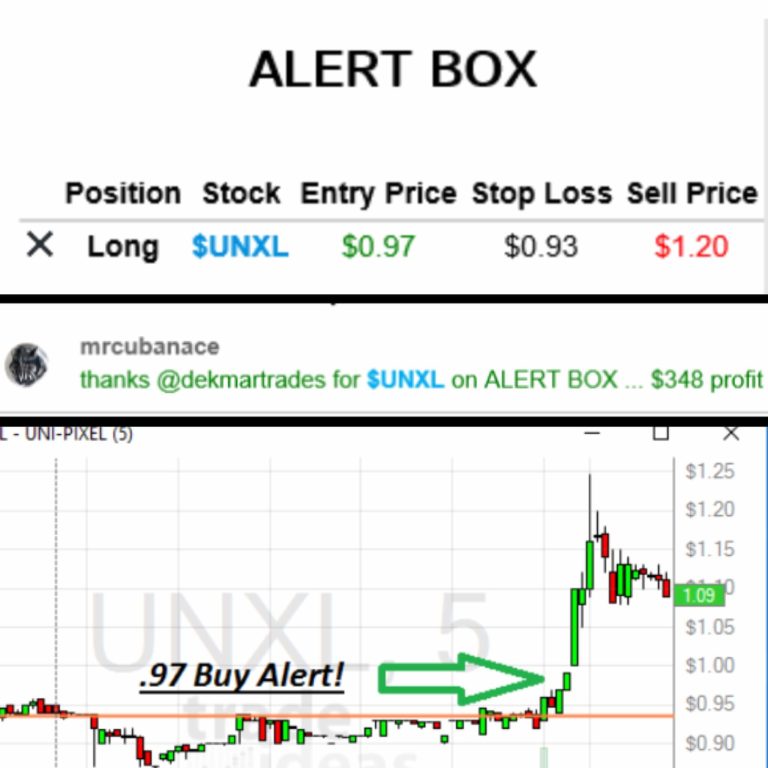 ALERT BOX
Position Stock Entry Price Stop Loss Sell Price
X Long $UNXL $0.97 $0.93 $1.20
mrcubanace
thanks @dekmartrades for $UNXL on ALERT BOX ... $348 profit
L - UNI-PIXEL (5)
$1.25
$1.20
$1.15
$1.10
1.09
$1.05
UNXL, 5
$1.00
.97 Buy Alert!
$0.95
trade
ideas
$0.90